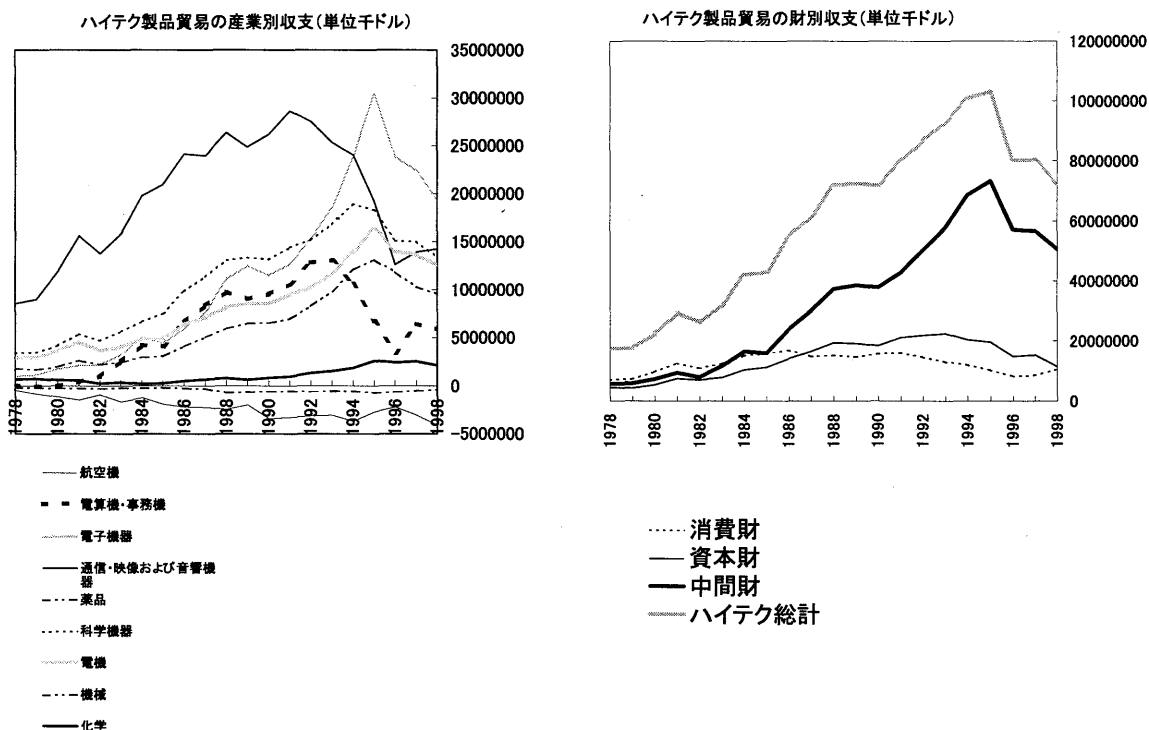 ハイテク製品貿易の産業別収支(単位千ドル)
35000000
30000000
25000000
20000000
15000000
10000000
5000000
0
-5000000
1978
1980
1982
1984
1986
1988
1990
1992
1994
1996
1998
航空機
電算機・事務機
電子機器
通信・映像および音響機
器
薬品
科学機器
電機
機械
化学
ハイテク製品貿易の財別収支(単位千ドル)
120000000
100000000
80000000
60000000
40000000
20000000
0
1978
1980
1982
1984
1986
1988
1990
1992
1994
1996
1998
消費財
資本財
中間財
ハイテク総計